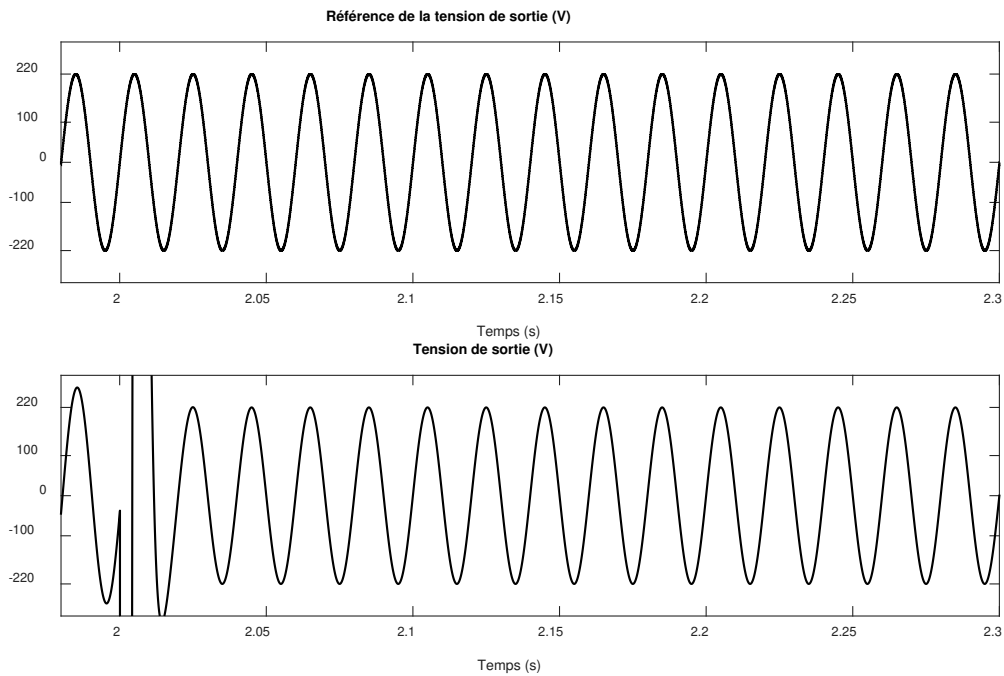 Référence de la tension de sortie (V)
220
100
0
-100
-220
2 2.05 2.1 2.15 2.2 2.25 2.3
Temps (s)
Tension de sortie (V)
220
100
0
-100
-220
2 2.05 2.1 2.15 2.2 2.25 2.3
Temps (s)